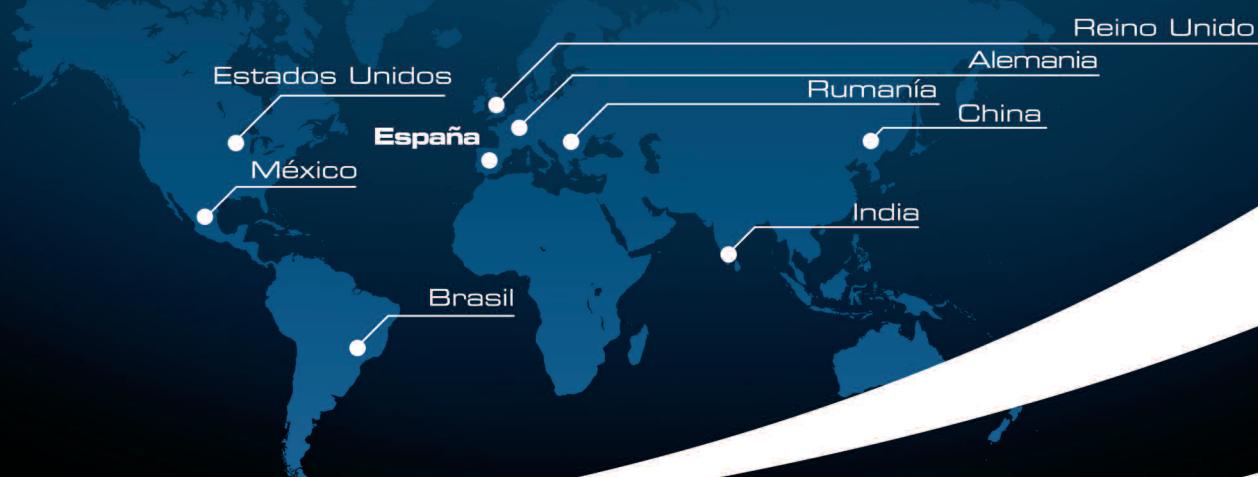 Reino Unido
Alemania
Estados Unidos
Rumanía
China
España
México
India
Brasil